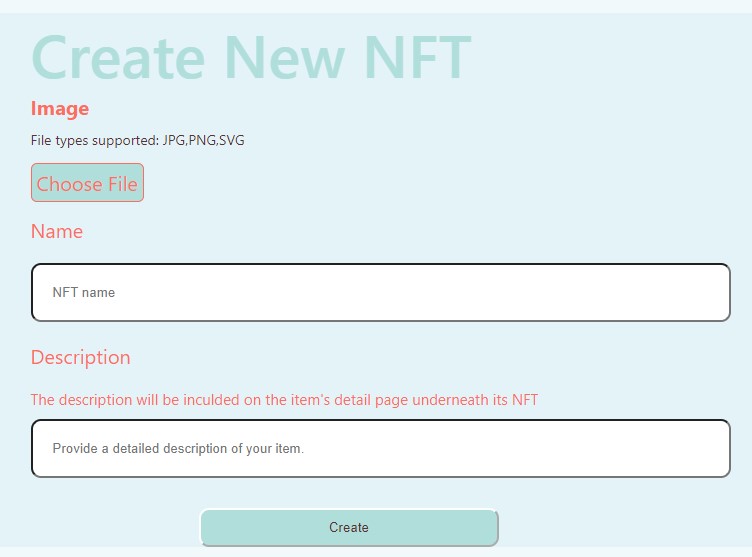 Create New NFT
Image
File types supported: JPG,PNG,SVG
Choose File
Name
NFT name
Description
The description will be inculded on the item's detail page underneath its NFT
Provide a detailed description of your item.
Create